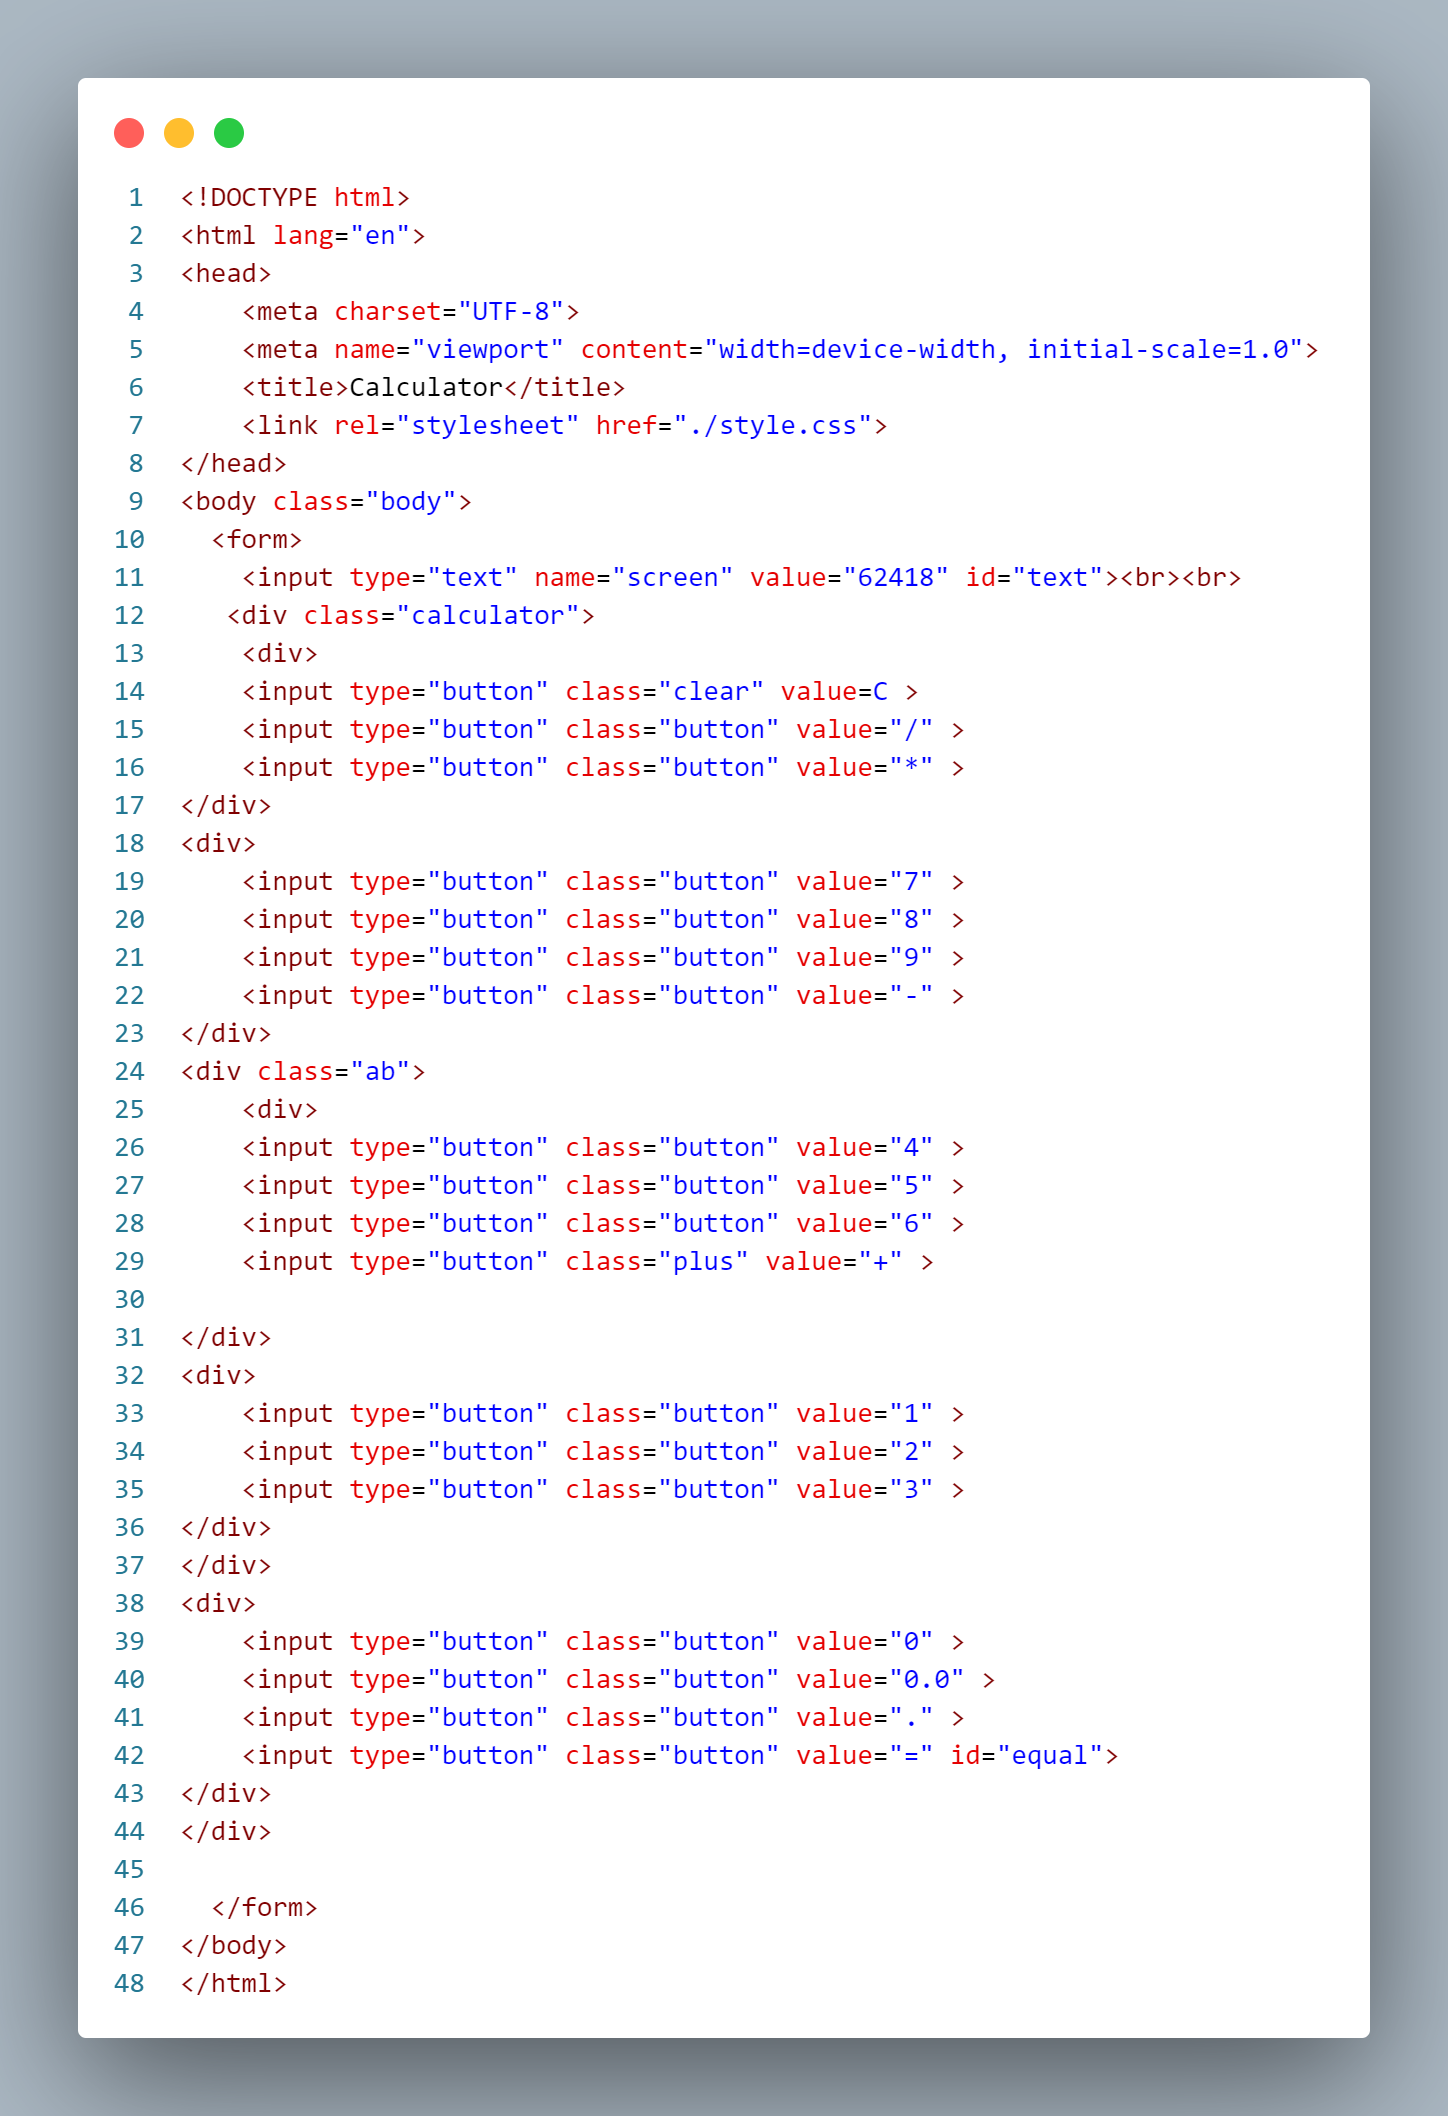 1 <!DOCTYPE html>
2 <html lang="en">
3 <head>
4     <meta charset="UTF-8">
5     <meta name="viewport" content="width=device-width, initial-scale=1.0">
6     <title>Calculator</title>
7     <link rel="stylesheet" href="./style.css">
8 </head>
9 <body class="body">
10   <form>
11     <input type="text" name="screen" value="62418" id="text"><br><br>
12    <div class="calculator">
13     <div>
14     <input type="button" class="clear" value=C >
15     <input type="button" class="button" value="/" >
16     <input type="button" class="button" value="*" >
17 </div>
18 <div>
19     <input type="button" class="button" value="7" >
20     <input type="button" class="button" value="8" >
21     <input type="button" class="button" value="9" >
22     <input type="button" class="button" value="-" >
23 </div>
24 <div class="ab">
25     <div>
26     <input type="button" class="button" value="4" >
27     <input type="button" class="button" value="5" >
28     <input type="button" class="button" value="6" >
29     <input type="button" class="plus" value="+" >
30
31 </div>
32 <div>
33     <input type="button" class="button" value="1" >
34     <input type="button" class="button" value="2" >
35     <input type="button" class="button" value="3" >
36 </div>
37 </div>
38 <div>
39     <input type="button" class="button" value="0" >
40     <input type="button" class="button" value="0.0" >
41     <input type="button" class="button" value="." >
42     <input type="button" class="button" value="=" id="equal">
43 </div>
44 </div>
45
46   </form>
47 </body>
48 </html>